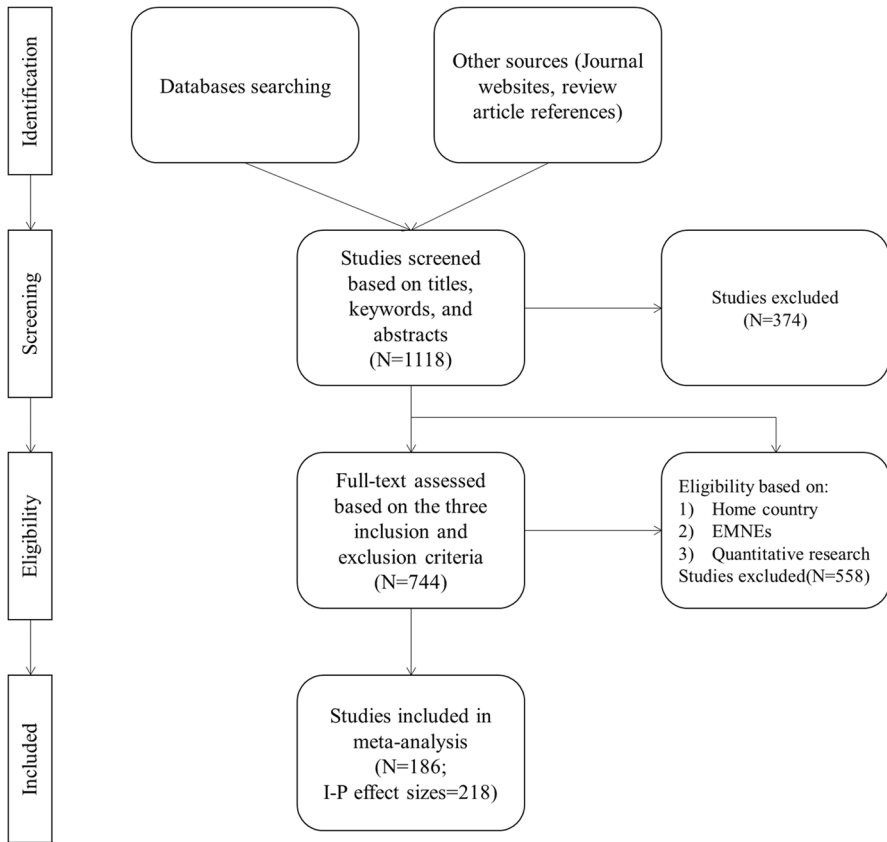 Identification
Databases searching
Other sources (Journal
websites, review
article references)
Screening
Studies screened
based on titles,
keywords, and
abstracts
(N=1118)
Studies excluded
(N=374)
Eligibility
Full-text assessed
based on the three
inclusion and
exclusion criteria
(N=744)
Eligibility based on:
1) Home country
2) EMNEs
3) Quantitative research
Studies excluded(N=558)
Included
Studies included in
meta-analysis
(N=186;
I-P effect sizes=218)